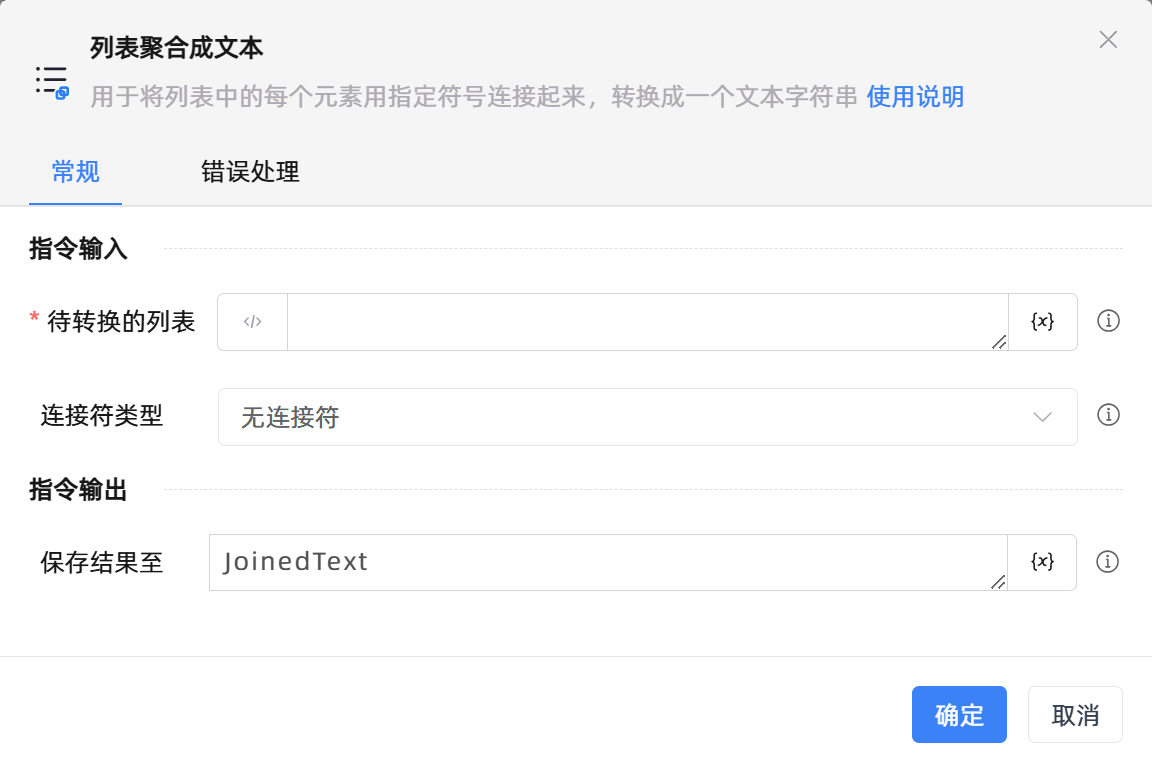 列表聚合成文本
用于将列表中的每个元素用指定符号连接起来，转换成一个文本字符串 使用说明
常规 错误处理
指令输入
* 待转换的列表 </> {x}
连接符类型 无连接符
指令输出
保存结果至 JoinedText {x}
确定 取消